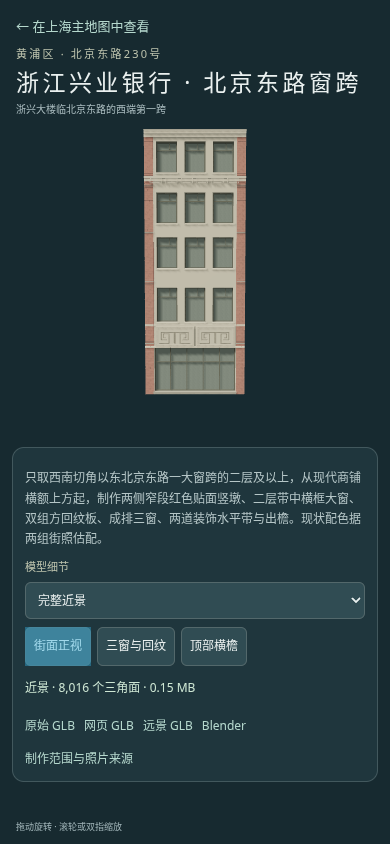 ← 在上海主地图中查看
黄浦区 · 北京东路230号
浙江兴业银行 · 北京东路窗跨
浙兴大楼临北京东路的西端第一跨
只取西南切角以东北京东路一大窗跨的二层及以上，从现代商铺
横额上方起，制作两侧窄段红色贴面竖墩、二层带中横框大窗、
双组方回纹板、成排三窗、两道装饰水平带与出檐。现状配色据
两组街照估配。
模型细节
完整近景
街面正视
三窗与回纹
顶部横檐
近景 · 8,016 个三角面 · 0.15 MB
原始 GLB 网页 GLB 远景 GLB Blender
制作范围与照片来源
拖动旋转 · 滚轮或双指缩放